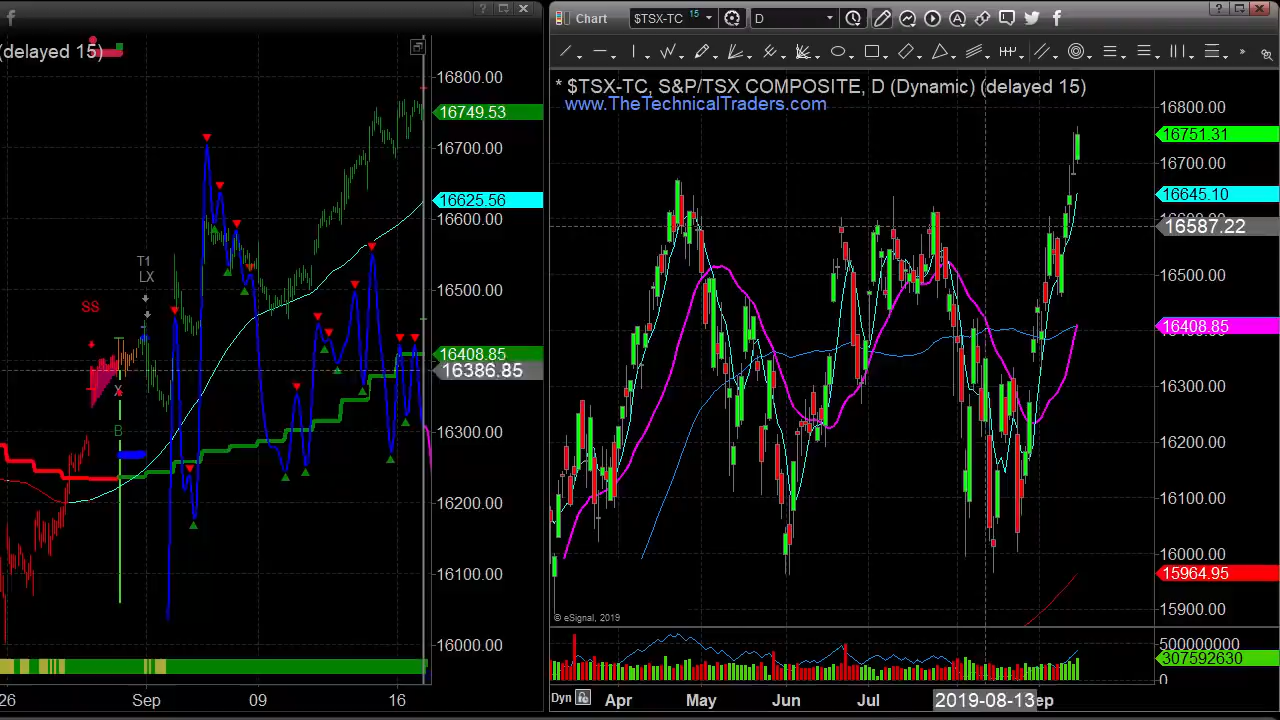 (delayed 15)
16800.00
16749.53
16700.00
16625.56
16600.00
16500.00
16408.85
16386.85
16300.00
16200.00
16100.00
16000.00
T1
LX
SS
X
B
26
Sep
09
16
Chart
$TSX-TC 15
D
* $TSX-TC, S&P/TSX COMPOSITE, D (Dynamic) (delayed 15)
www.TheTechnicalTraders.com
16800.00
16751.31
16700.00
16645.10
16600.00
16587.22
16500.00
16408.85
16300.00
16200.00
16100.00
16000.00
15964.95
15900.00
© eSignal, 2019
500000000
307592630
0
Dyn
Apr
May
Jun
Jul
2019-08-13
ep